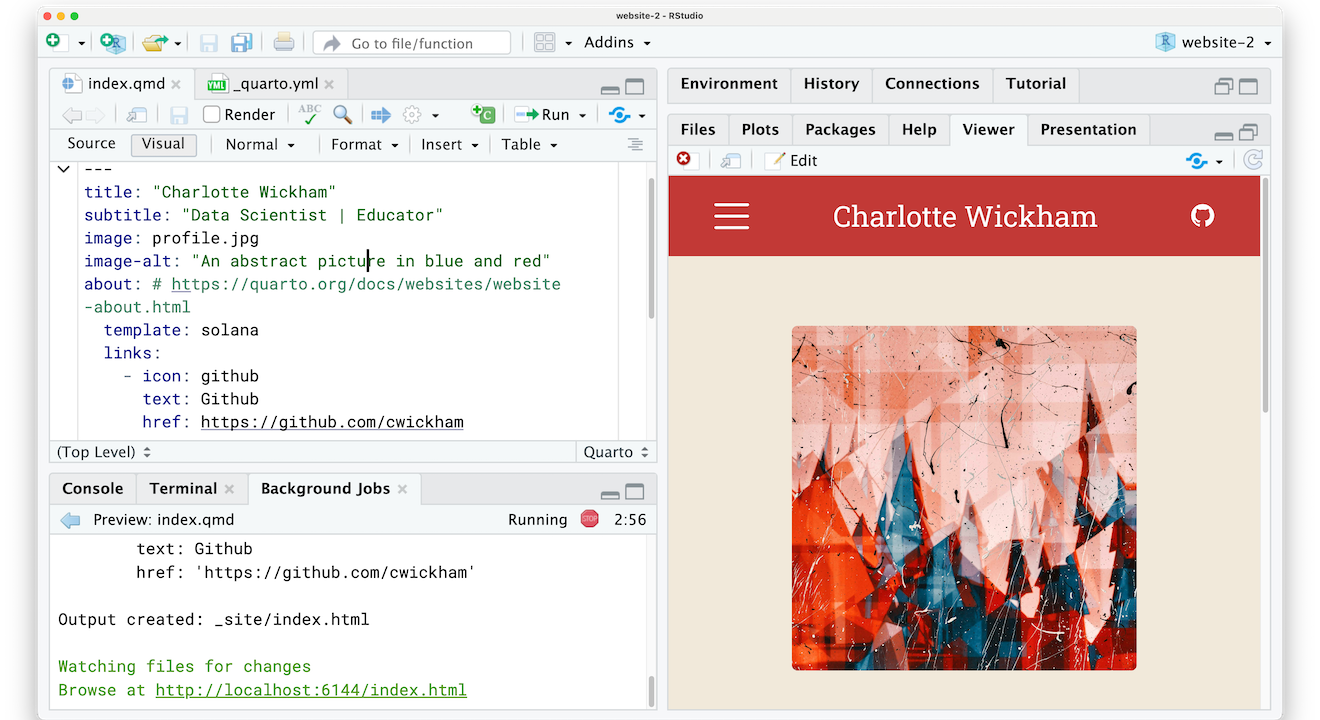 website-2 - RStudio
Go to file/function
Addins
website-2
index.qmd
_quarto.yml
Render
ABC
Run
Source
Visual
Normal
Format
Insert
Table
---
title: "Charlotte Wickham"
subtitle: "Data Scientist | Educator"
image: profile.jpg
image-alt: "An abstract picture in blue and red"
about: # https://quarto.org/docs/websites/website
-about.html
template: solana
links:
- icon: github
text: Github
href: https://github.com/cwickham
(Top Level)
Quarto
Console
Terminal
Background Jobs
Preview: index.qmd
Running
STOP
2:56
text: Github
href: 'https://github.com/cwickham'
Output created: _site/index.html
Watching files for changes
Browse at http://localhost:6144/index.html
Environment
History
Connections
Tutorial
Files
Plots
Packages
Help
Viewer
Presentation
Edit
Charlotte Wickham